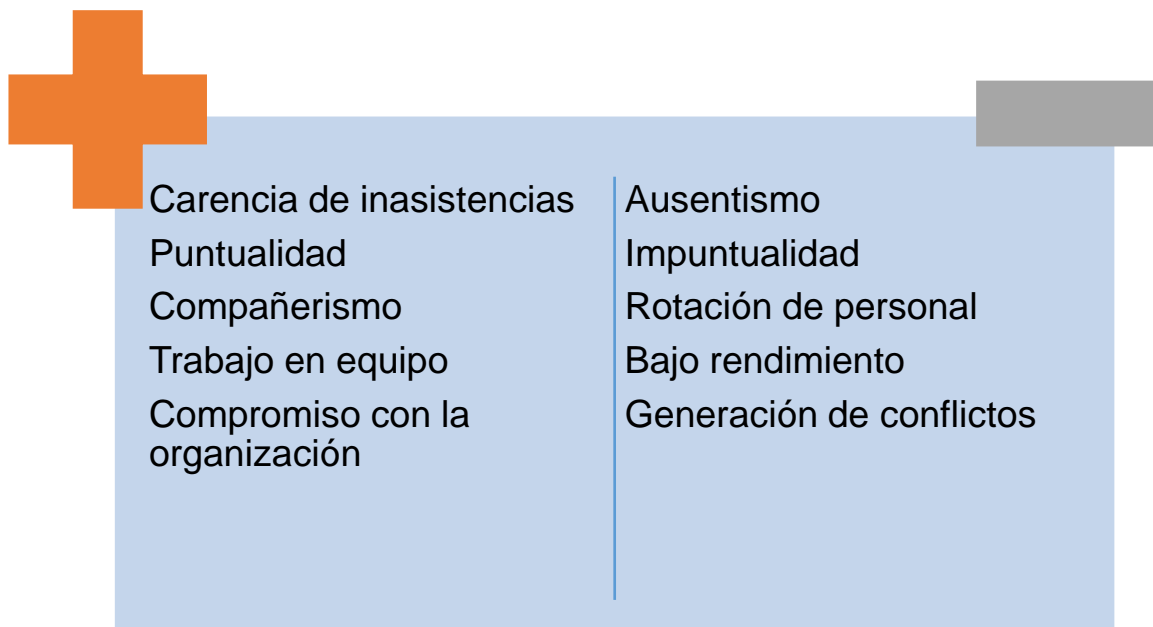 Carencia de inasistencias
Puntualidad
Compañerismo
Trabajo en equipo
Compromiso con la
organización
Ausentismo
Impuntualidad
Rotación de personal
Bajo rendimiento
Generación de conflictos